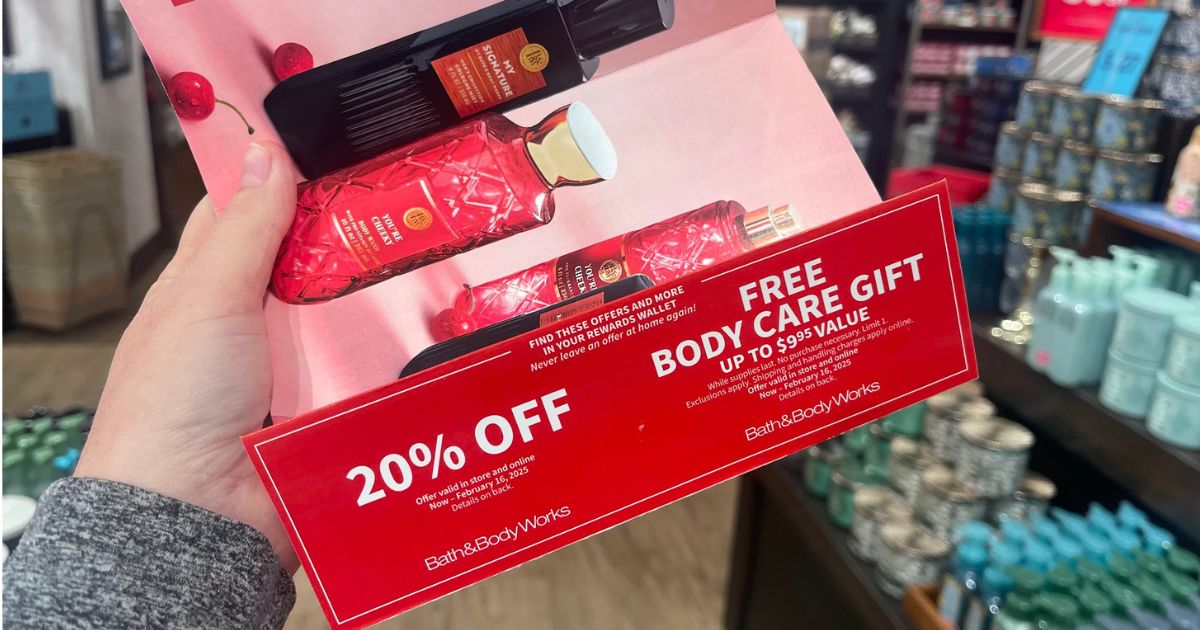 MY
SIGNATURE
YOU'RE
CHEEKY
BODY WASH
YOU'RE
CHEEKY
FIND THESE OFFERS AND MORE
IN YOUR REWARDS WALLET
Never leave an offer at home again!
20% OFF
Offer valid in store and online
Now – February 16, 2025
Details on back.
Bath&BodyWorks
FREE
BODY CARE GIFT
UP TO $9⁹⁵ VALUE
While supplies last. No purchase necessary. Limit 1.
Exclusions apply. Shipping and handling charges apply online.
Offer valid in store and online
Now – February 16, 2025
Details on back.
Bath&BodyWorks